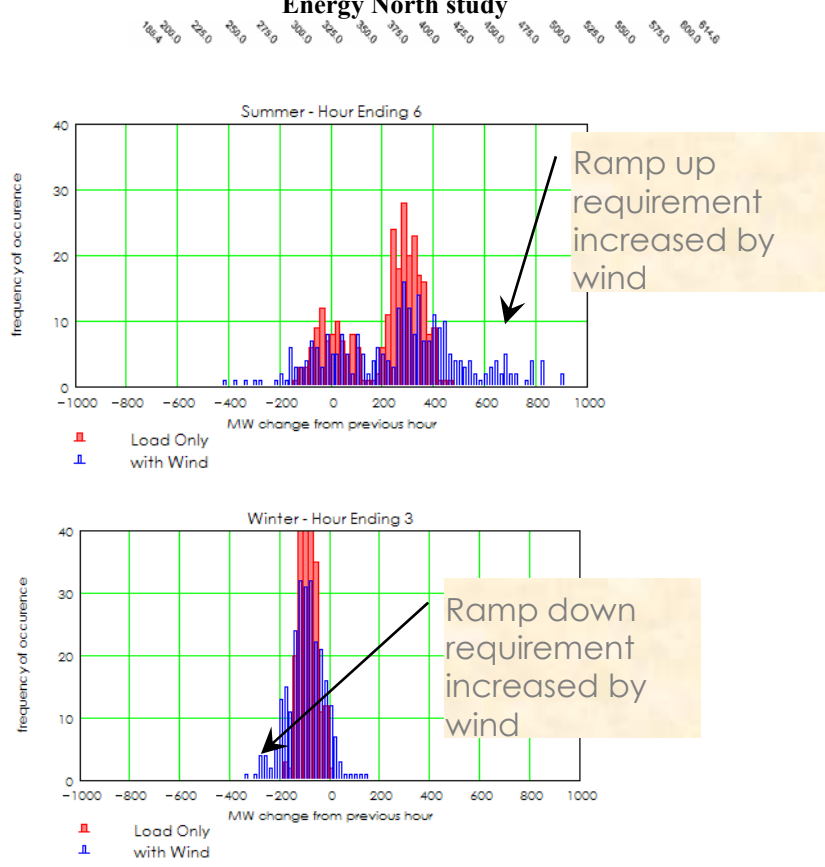 Energy North study
185.4 200.0 225.0 250.0 275.0 300.0 325.0 350.0 375.0 400.0 425.0 450.0 475.0 500.0 525.0 550.0 575.0 600.0 614.6
Summer - Hour Ending 6
frequency of occurence
40
30
20
10
0
−1000 −800 −600 −400 −200 0 200 400 600 800 1000
MW change from previous hour
Load Only
with Wind
Ramp up
requirement
increased by
wind
Winter - Hour Ending 3
frequency of occurence
40
30
20
10
0
−1000 −800 −600 −400 −200 0 200 400 600 800 1000
MW change from previous hour
Load Only
with Wind
Ramp down
requirement
increased by
wind